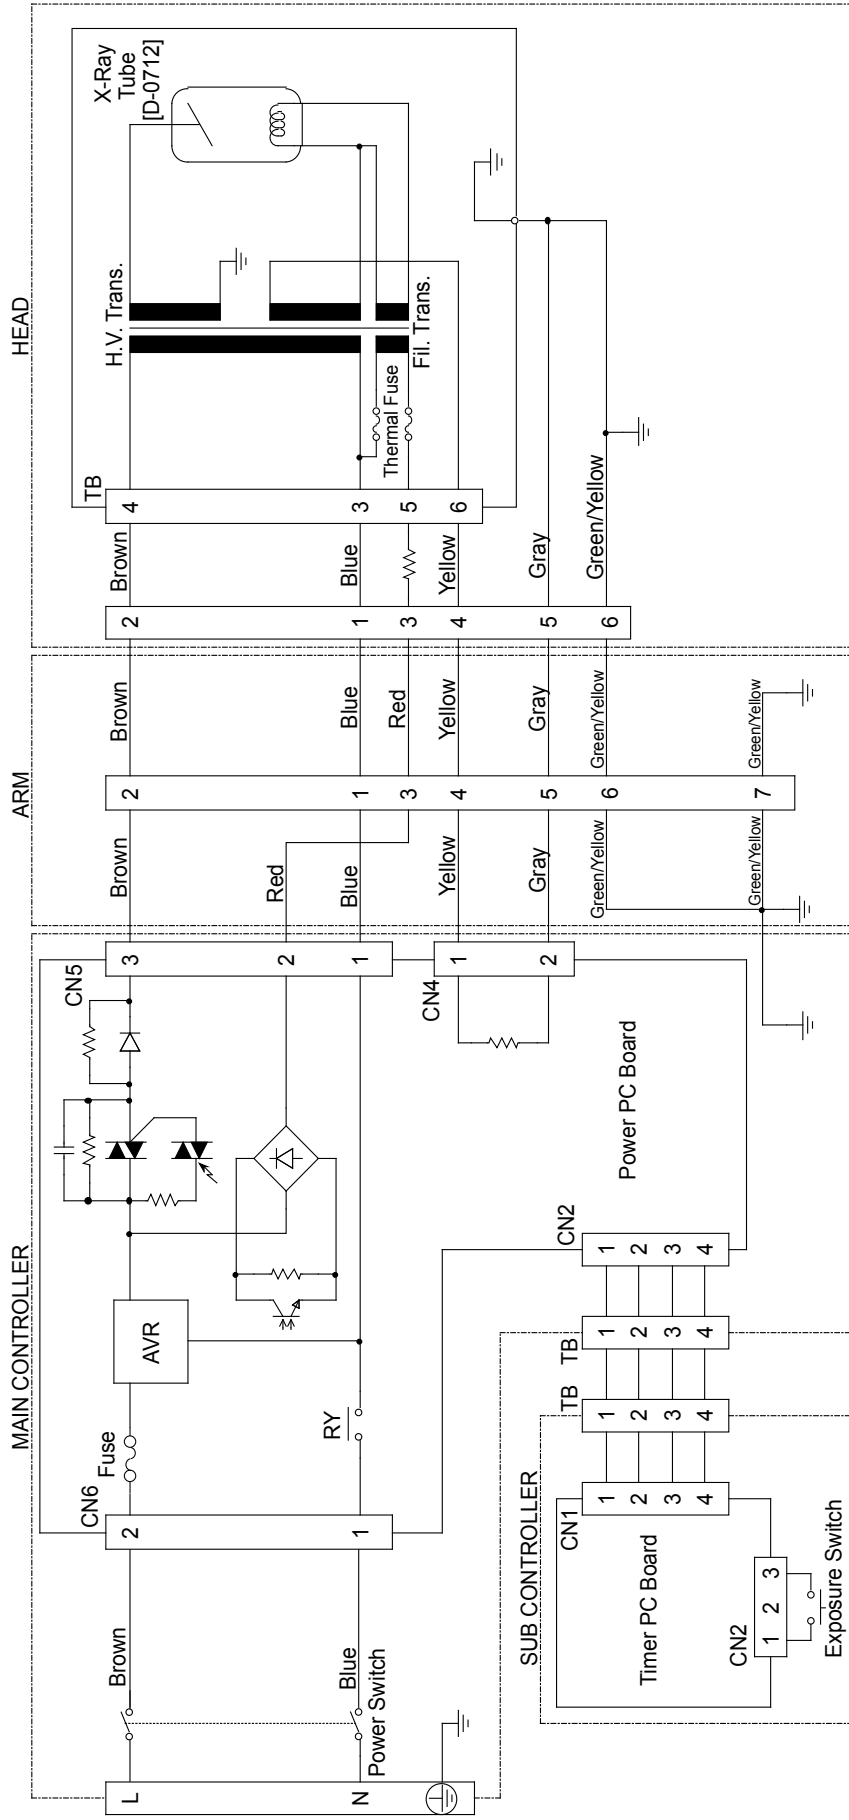 MAIN CONTROLLER
ARM
HEAD
L
N
Brown
Blue
Power Switch
CN6
2
1
Fuse
RY
AVR
CN5
3
2
1
CN4
1
2
Power PC Board
CN2
1
2
3
4
TB
1
2
3
4
SUB CONTROLLER
TB
1
2
3
4
CN1
1
2
3
4
Timer PC Board
CN2
1
2
3
Exposure Switch
Brown
Red
Blue
Yellow
Gray
Green/Yellow
Green/Yellow
2
1
3
4
5
6
7
Brown
Blue
Red
Yellow
Gray
Green/Yellow
Green/Yellow
2
1
3
4
5
6
Brown
Blue
Yellow
Gray
Green/Yellow
TB
4
3
5
6
Thermal Fuse
H.V. Trans.
Fil. Trans.
X-Ray
Tube
[D-0712]